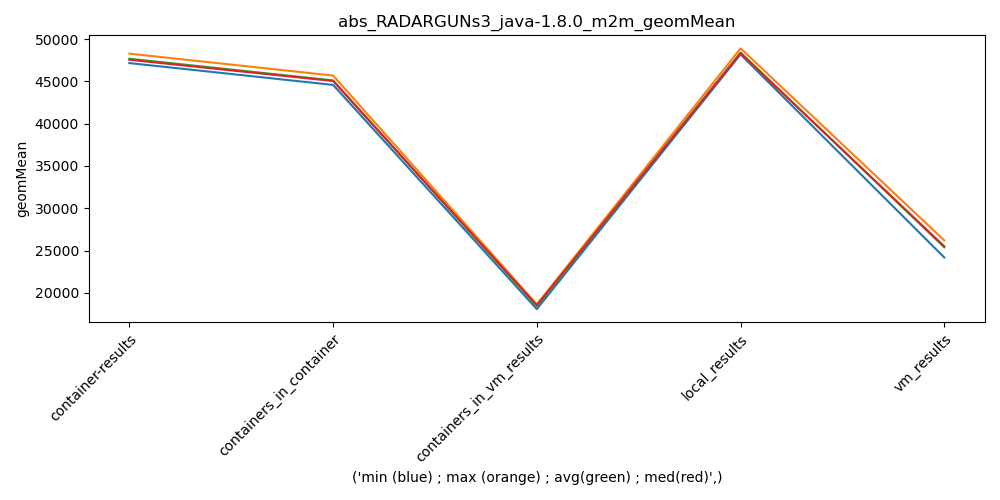 abs_RADARGUNs3_java-1.8.0_m2m_geomMean
50000
45000
40000
35000
30000
25000
20000
geomMean
container-results
containers_in_container
containers_in_vm_results
local_results
vm_results
('min (blue) ; max (orange) ; avg(green) ; med(red)',)